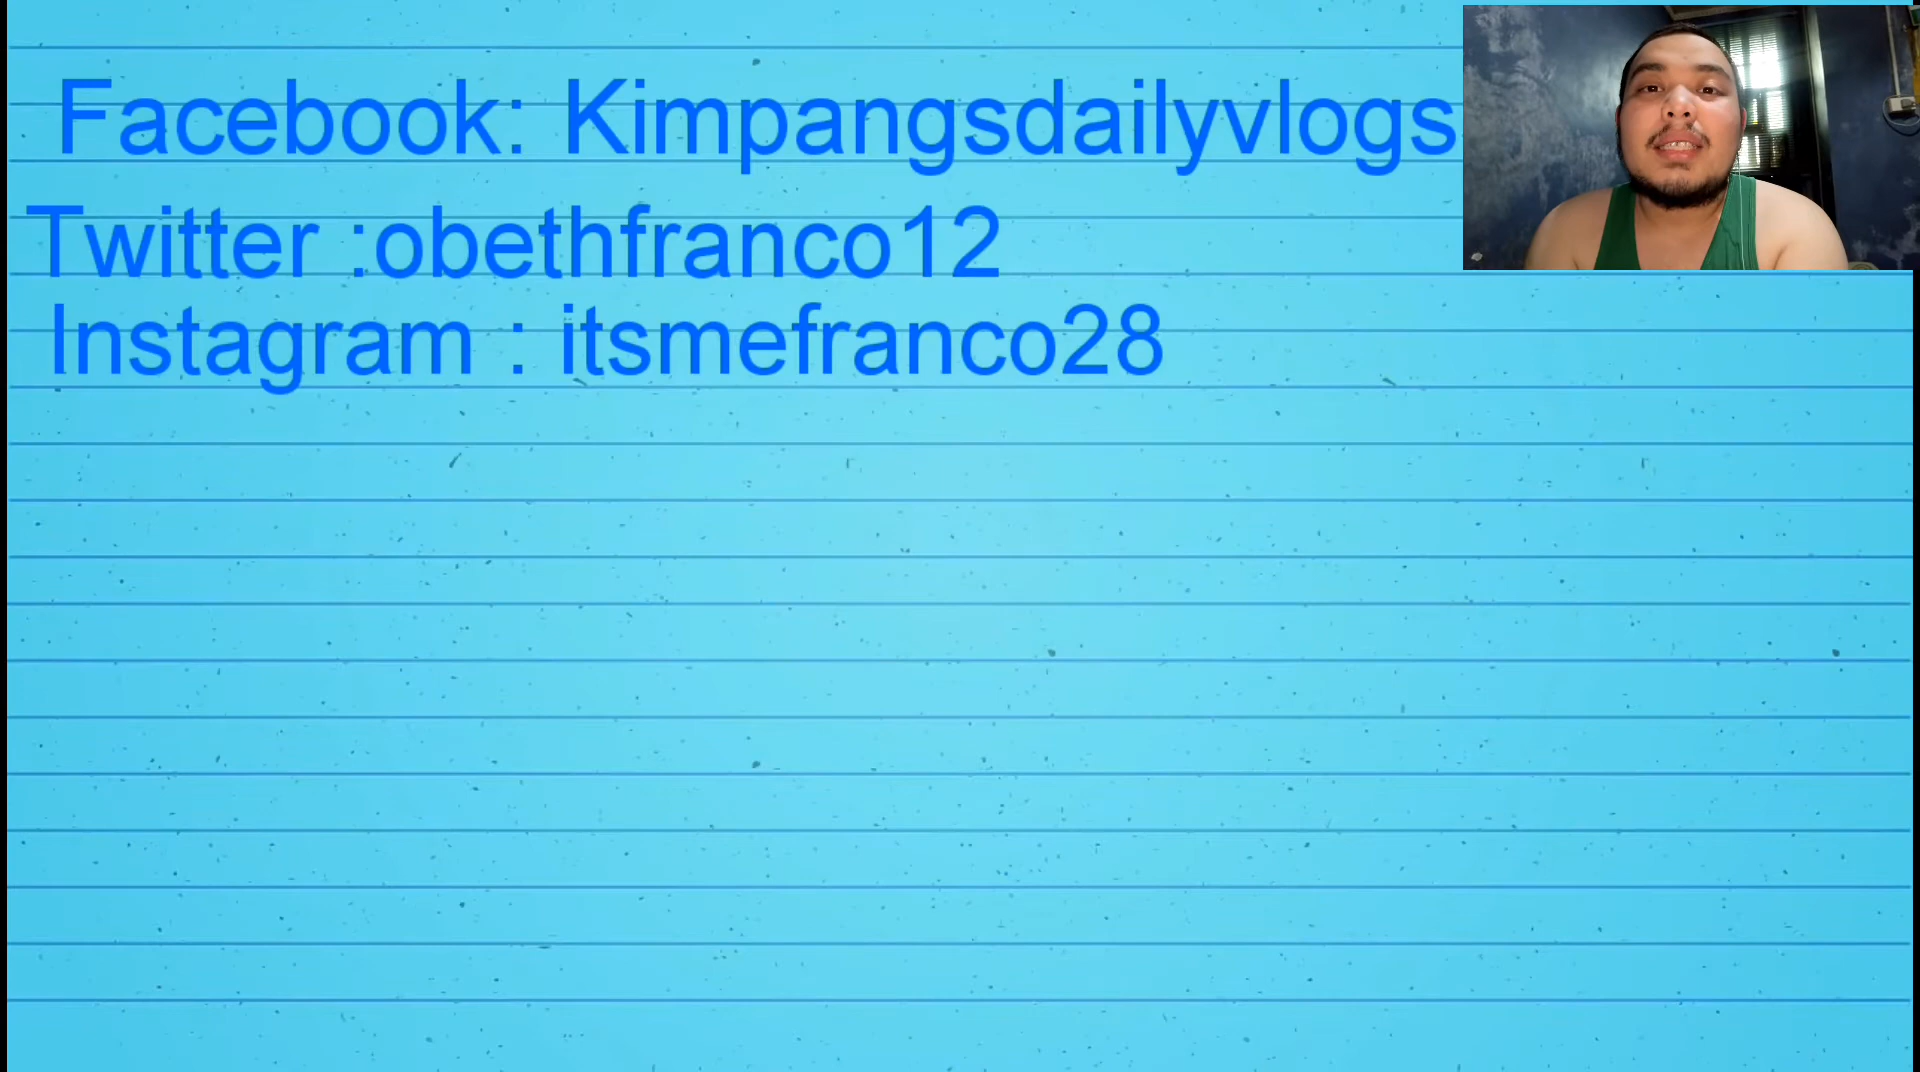 Facebook: Kimpangsdailyvlogs
Twitter :obethfranco12
Instagram : itsmefranco28